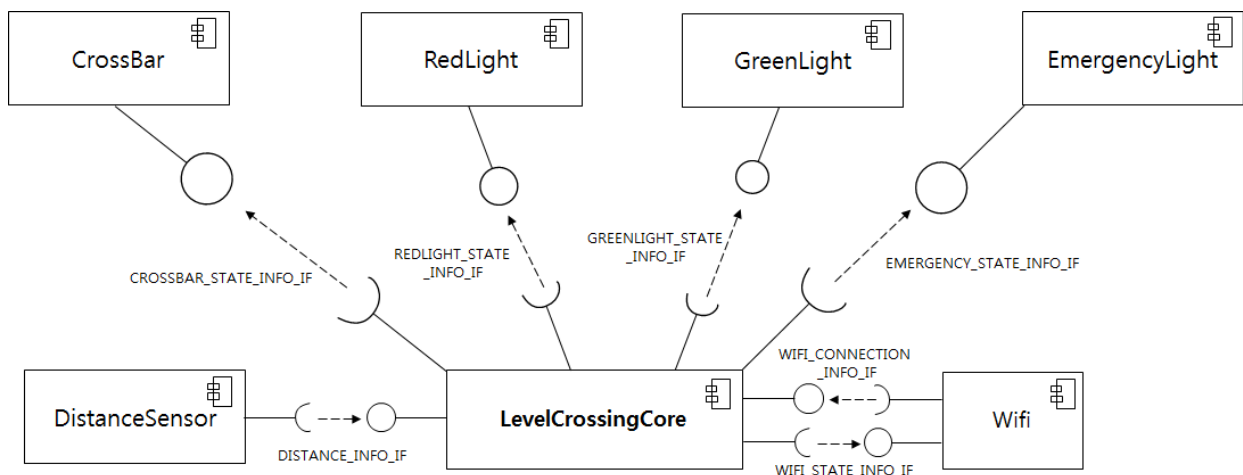 CrossBar
RedLight
GreenLight
EmergencyLight
CROSSBAR_STATE_INFO_IF
REDLIGHT_STATE
_INFO_IF
GREENLIGHT_STATE
_INFO_IF
EMERGENCY_STATE_INFO_IF
DistanceSensor
DISTANCE_INFO_IF
LevelCrossingCore
WIFI_CONNECTION
_INFO_IF
WIFI_STATE_INFO_IF
Wifi